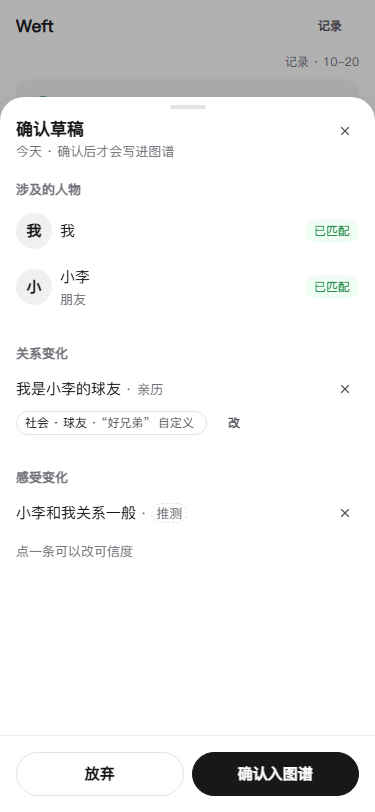 Weft
记录
记录 · 10–20
确认草稿
×
今天 · 确认后才会写进图谱
涉及的人物
我
我
已匹配
小
小李
朋友
已匹配
关系变化
我是小李的球友 · 亲历
×
社会 · 球友 · “好兄弟” 自定义
改
感受变化
小李和我关系一般 · 推测
×
点一条可以改可信度
放弃
确认入图谱